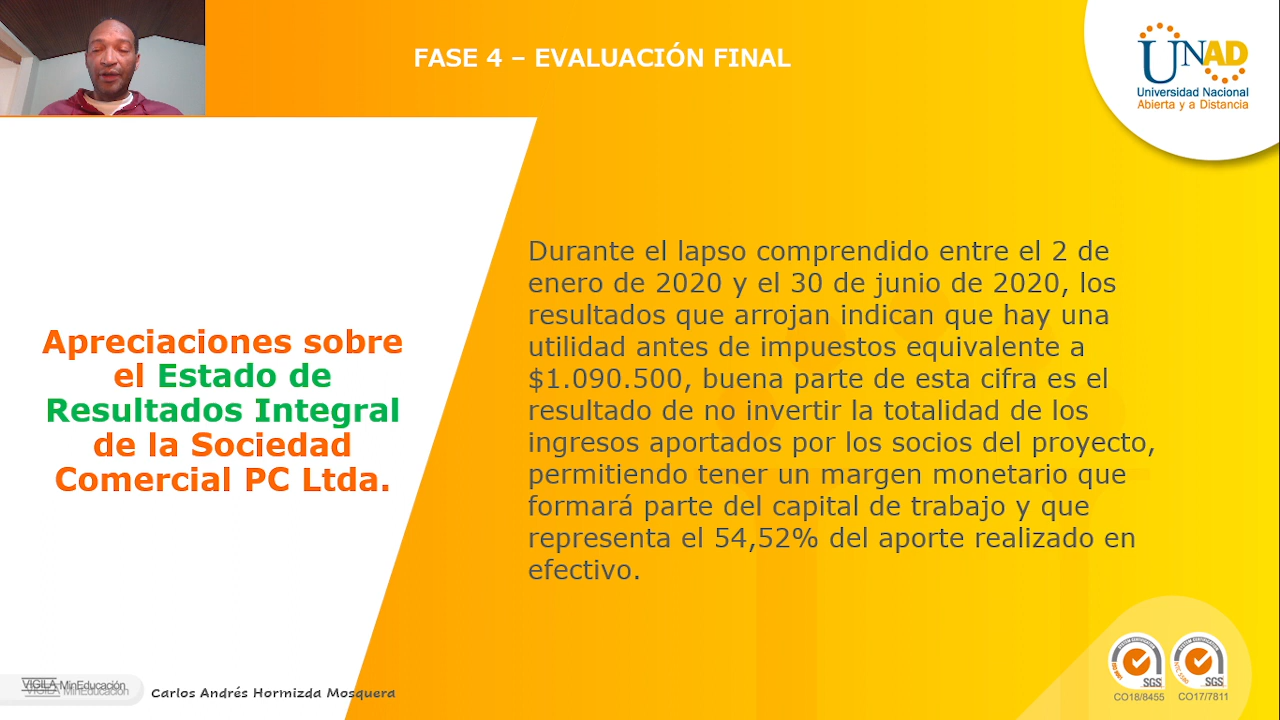 FASE 4 – EVALUACIÓN FINAL
UNAD
Universidad Nacional
Abierta y a Distancia
Apreciaciones sobre
el Estado de
Resultados Integral
de la Sociedad
Comercial PC Ltda.
Durante el lapso comprendido entre el 2 de
enero de 2020 y el 30 de junio de 2020, los
resultados que arrojan indican que hay una
utilidad antes de impuestos equivalente a
$1.090.500, buena parte de esta cifra es el
resultado de no invertir la totalidad de los
ingresos aportados por los socios del proyecto,
permitiendo tener un margen monetario que
formará parte del capital de trabajo y que
representa el 54,52% del aporte realizado en
efectivo.
VIGILA MinEducación
Carlos Andrés Hormizda Mosquera
SGS
SGS
CO18/8455
CO17/7811